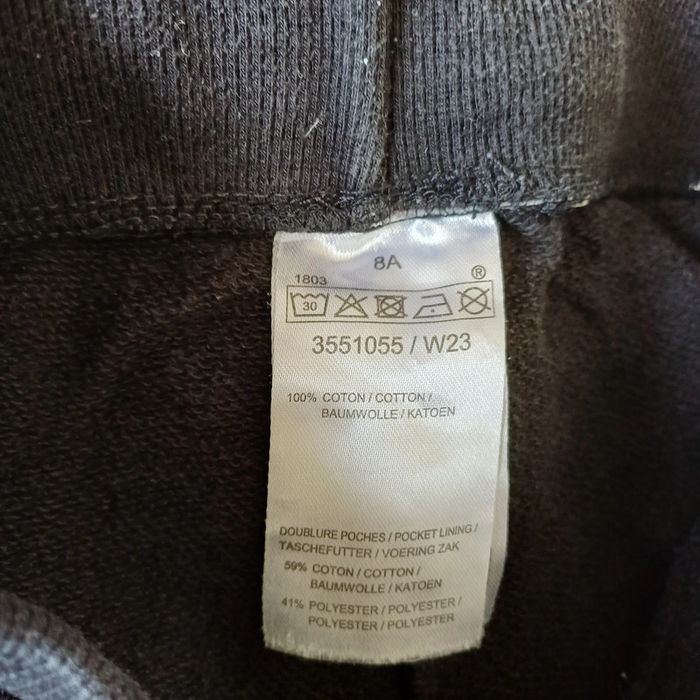 8A
1803
®
30
3551055 / W23
100% COTON / COTTON /
BAUMWOLLE / KATOEN
DOUBLURE POCHES / POCKET LINING /
TASCHEFUTTER / VOERING ZAK
59% COTON / COTTON /
BAUMWOLLE / KATOEN
41% POLYESTER / POLYESTER /
POLYESTER / POLYESTER